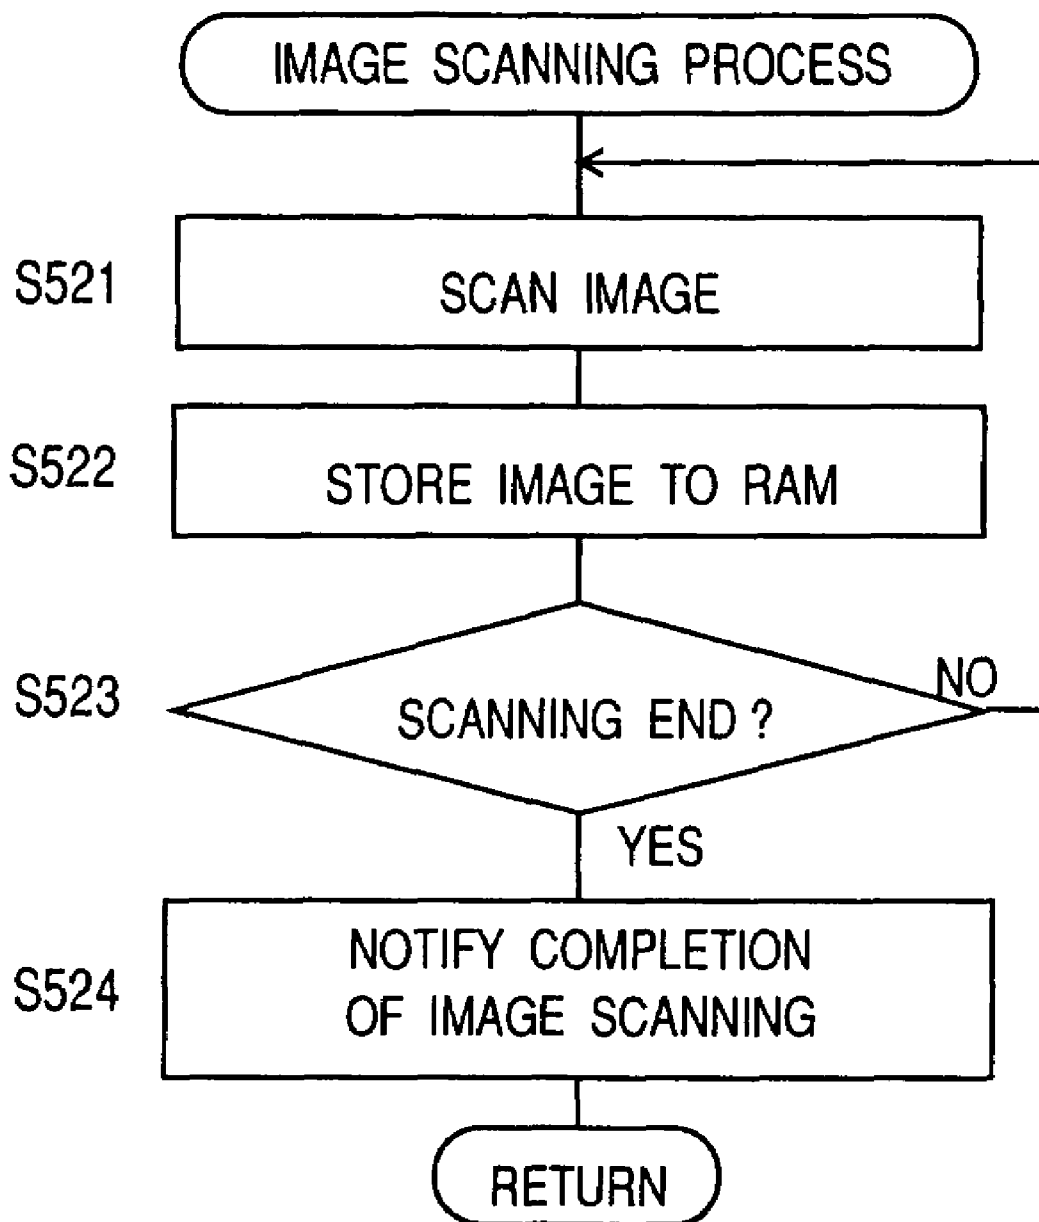 IMAGE SCANNING PROCESS
S521
SCAN IMAGE
S522
STORE IMAGE TO RAM
S523
SCANNING END ?
NO
YES
S524
NOTIFY COMPLETION
OF IMAGE SCANNING
RETURN